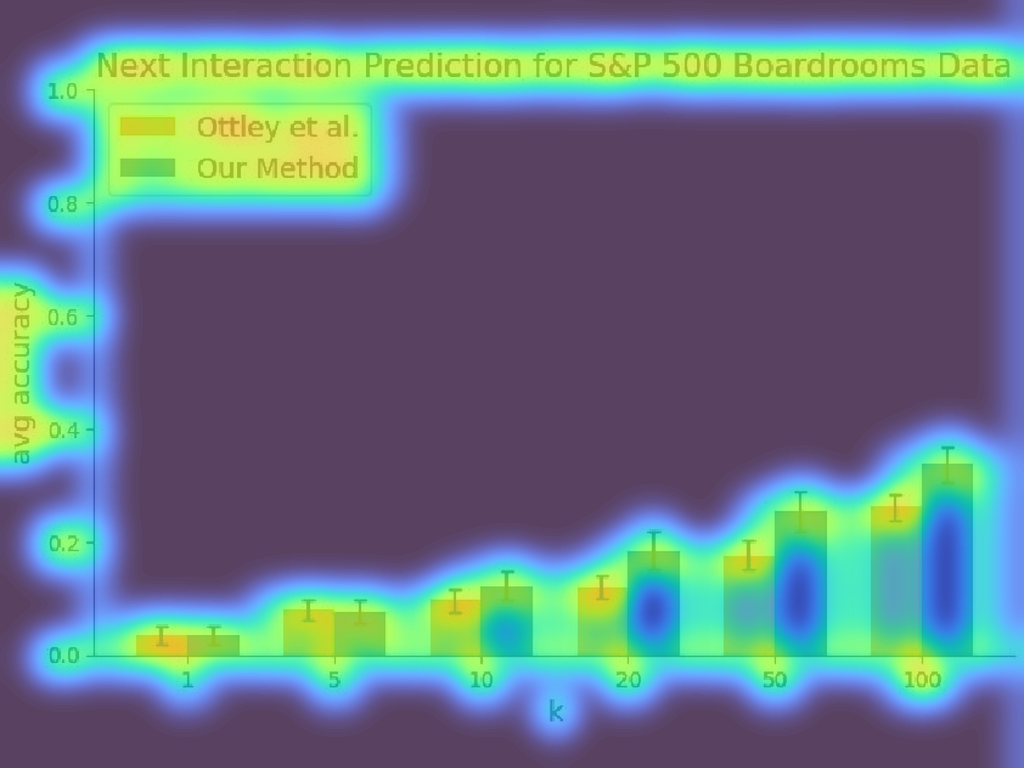 Next Interaction Prediction for S&P 500 Boardrooms Data
1.0
Ottley et al.
Our Method
0.8
0.6
avg accuracy
0.4
0.2
0.0
1 5 10 20 50 100
k